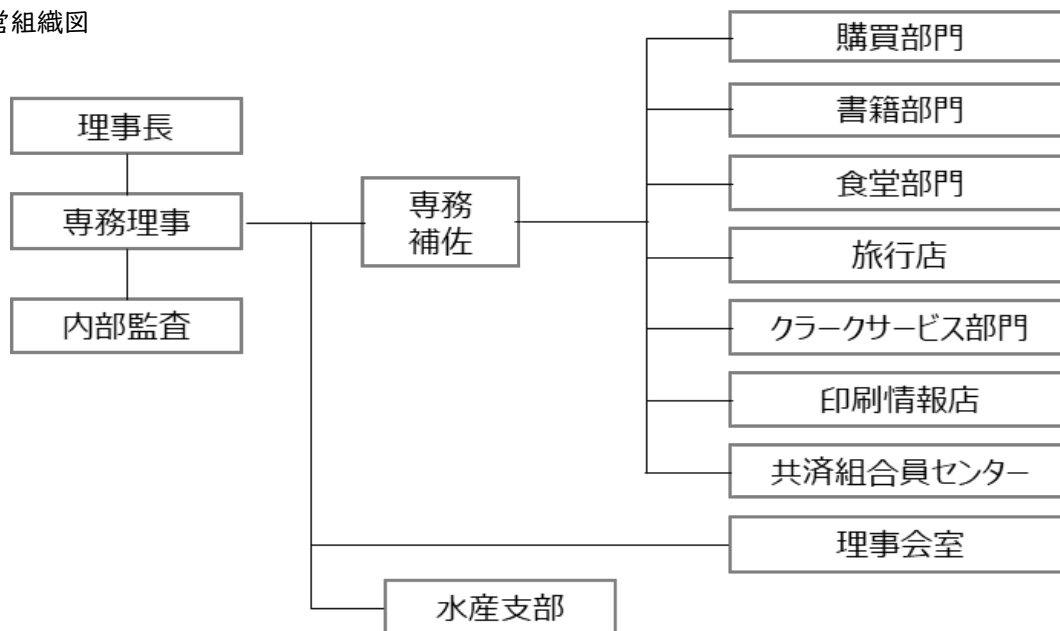 営組織図
理事長
専務理事
内部監査
専務
補佐
購買部門
書籍部門
食堂部門
旅行店
クラークサービス部門
印刷情報店
共済組合員センター
理事会室
水産支部